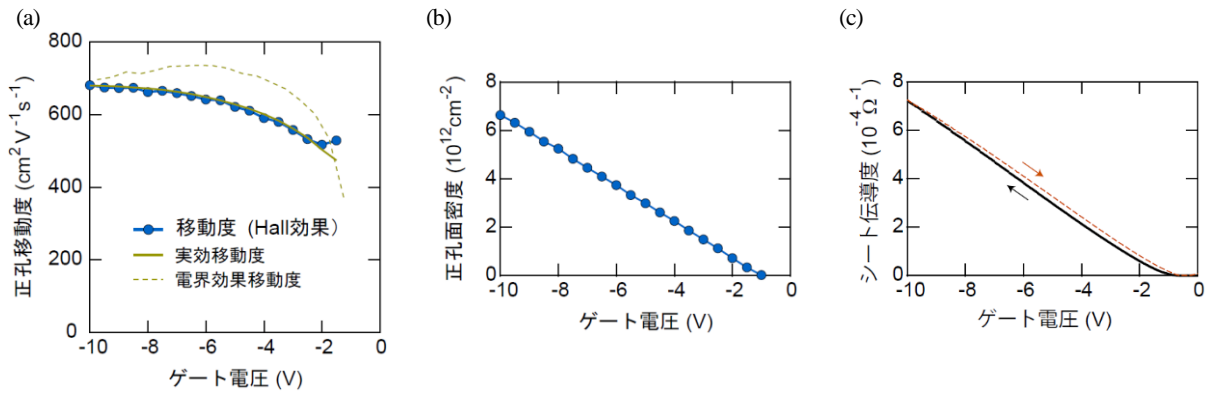 (a)
800
600
400
200
0
正孔移動度 (cm² V⁻¹s⁻¹)
移動度 (Hall効果)
実効移動度
電界効果移動度
-10 -8 -6 -4 -2 0
ゲート電圧 (V)
(b)
8
6
4
2
0
正孔面密度 (10¹²cm⁻²)
-10 -8 -6 -4 -2 0
ゲート電圧 (V)
(c)
8
6
4
2
0
シート伝導度 (10⁻⁴Ω⁻¹)
-10 -8 -6 -4 -2 0
ゲート電圧 (V)